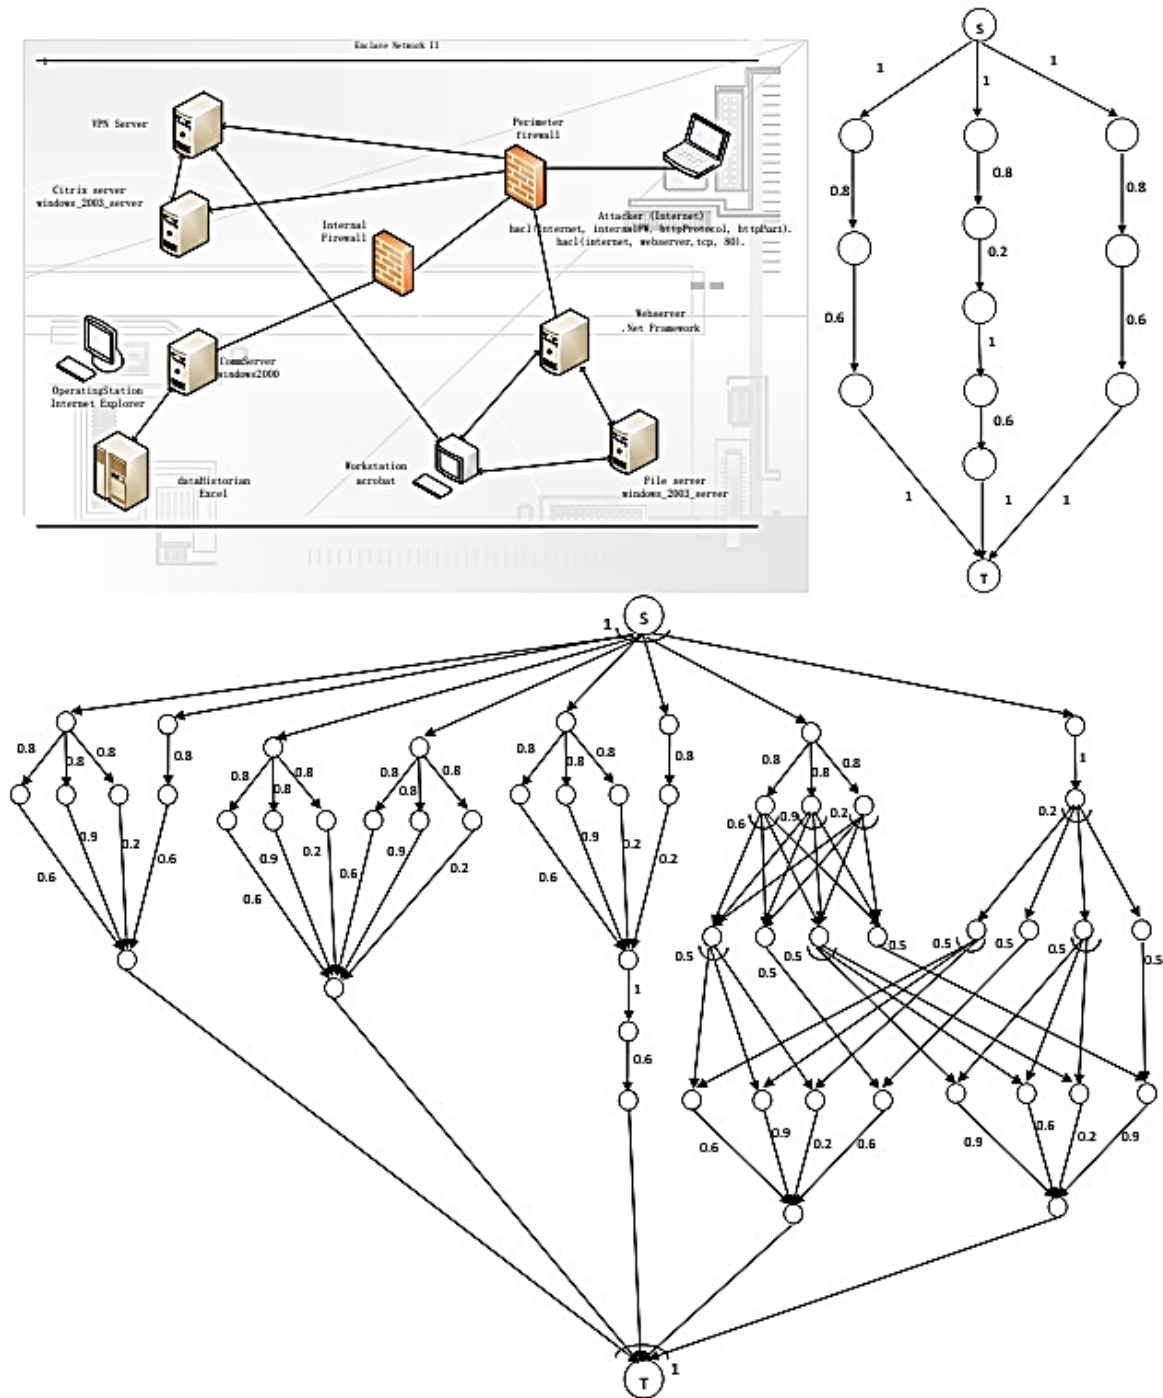 Enclave Network II
1
VPN Server
Perimeter
firewall
Citrix server
windows_2003_server
Internal
Firewall
Attacker (Internet)
hacl(Internet, internalFW, httpProtocol, httpPort).
hacl(internet, webserver,tcp, 80).
Webserver
.Net Framework
CommServer
windows2000
OperatingStation
Internet Explorer
Workstation
acrobat
dataHistorian
Excel
File server
windows_2003_server
S
1 1 1
0.8 0.8 0.8
0.2
0.6 0.6
1
0.6
1 1 1
T
1 S
0.8 0.8 0.8 0.8 0.8 0.8 0.8 0.8 1
0.8 0.8 0.8 0.8 0.8 0.8 0.8 0.8
0.6 0.9 0.2 0.2
0.9 0.2 0.6 0.9 0.2 0.6 0.9 0.2 0.9 0.2 0.2
0.6 0.6 0.6
0.5 0.5 0.5 0.5 0.5 0.5 0.5 0.5
1
0.6
0.6 0.9 0.2 0.6 0.9 0.6 0.2 0.9
T 1